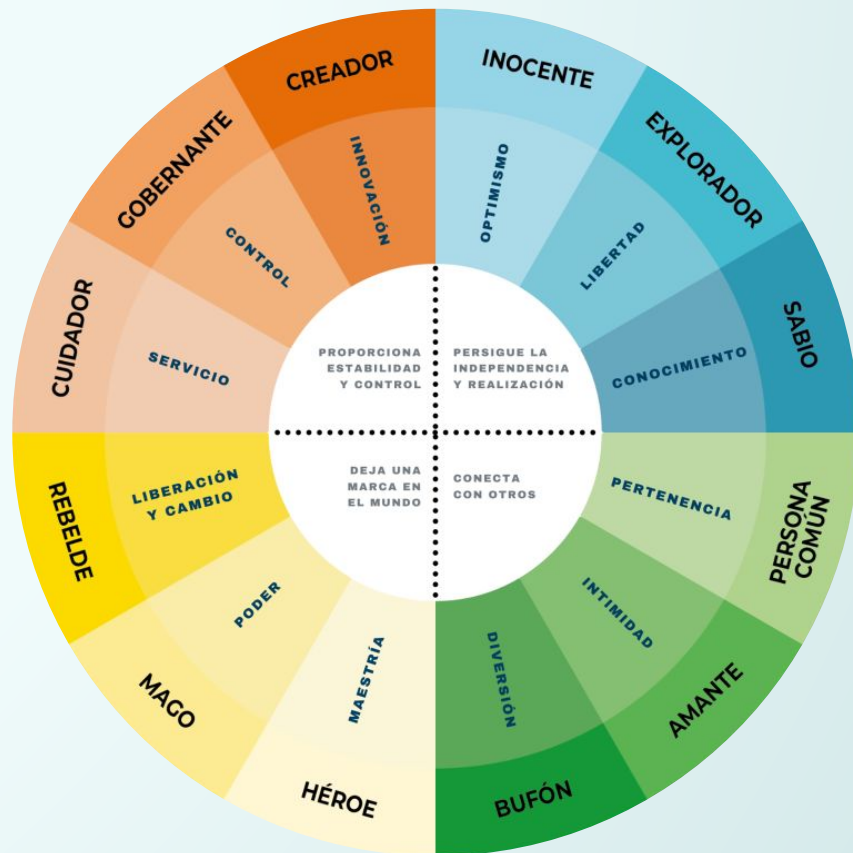 CREADOR
INNOVACIÓN
INOCENTE
OPTIMISMO
EXPLORADOR
LIBERTAD
SABIO
CONOCIMIENTO
PERSONA
COMÚN
PERTENENCIA
AMANTE
INTIMIDAD
BUFÓN
DIVERSIÓN
HÉROE
MAESTRÍA
MAGO
PODER
REBELDE
LIBERACIÓN
Y CAMBIO
CUIDADOR
SERVICIO
GOBERNANTE
CONTROL
PROPORCIONA
ESTABILIDAD
Y CONTROL
PERSIGUE LA
INDEPENDENCIA
Y REALIZACIÓN
DEJA UNA
MARCA EN
EL MUNDO
CONECTA
CON OTROS